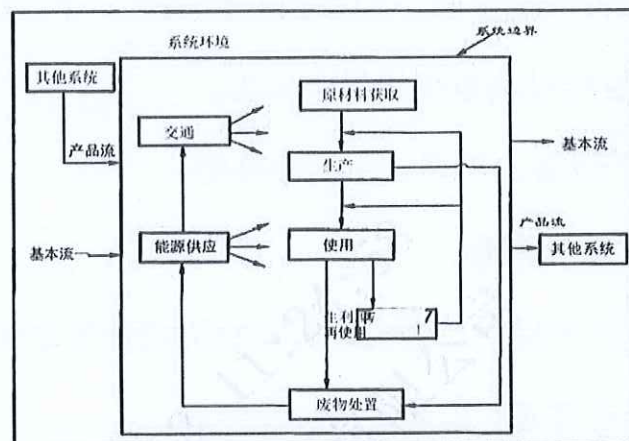 系统环境
系统边界
其他系统
原材料获取
交通
产品流
基本流
生产
产品流
能源供应
使用
基本流
其他系统
再使用
废物处置